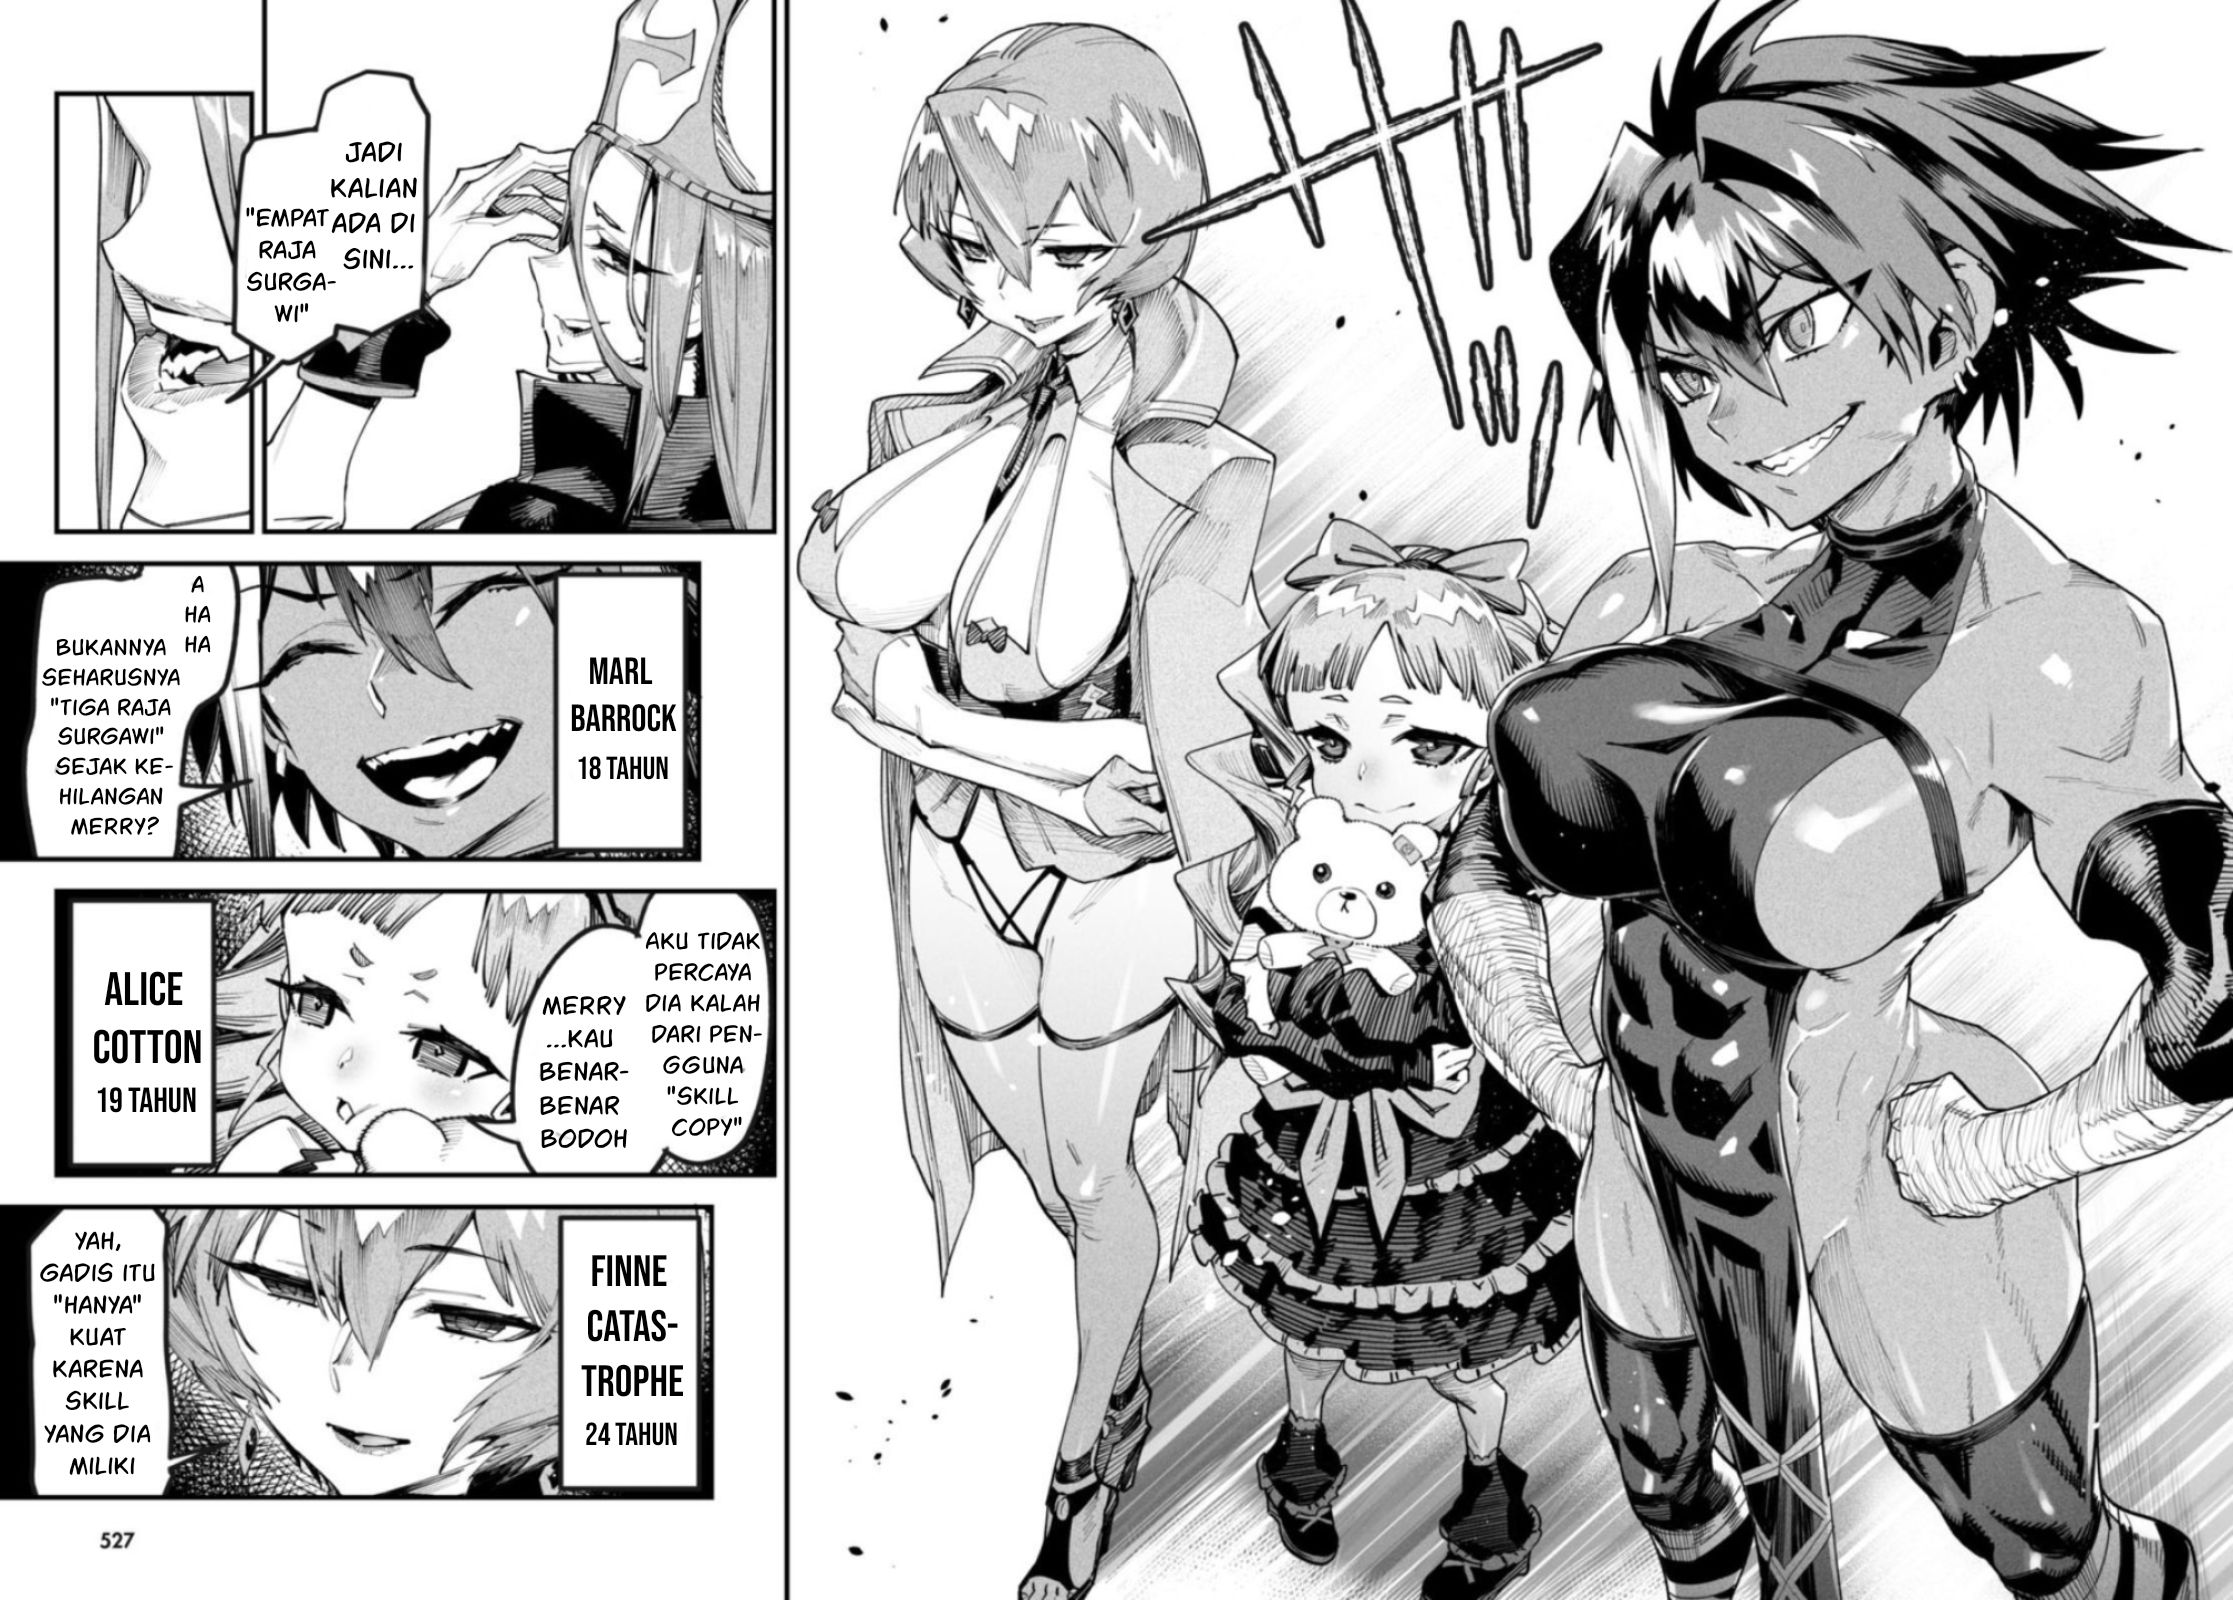 JADI
KALIAN
ADA DI
SINI...
"EMPAT
RAJA
SURGA-
WI"
A
HA
HA
BUKANNYA
SEHARUSNYA
"TIGA RAJA
SURGAWI"
SEJAK KE-
HILANGAN
MERRY?
MARL
BARROCK
18 TAHUN
AKU TIDAK
PERCAYA
DIA KALAH
DARI PEN-
GGUNA
"SKILL
COPY"
MERRY
...KAU
BENAR-
BENAR
BODOH
ALICE
COTTON
19 TAHUN
FINNE
CATAS-
TROPHE
24 TAHUN
YAH,
GADIS ITU
"HANYA"
KUAT
KARENA
SKILL
YANG DIA
MILIKI
527